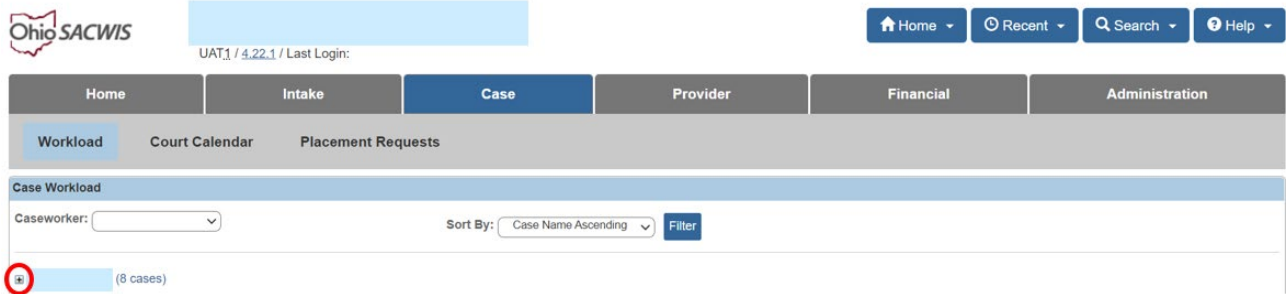 Ohio SACWIS
Home Recent Search Help
UAT1 / 4.22.1 / Last Login:
Home Intake Case Provider Financial Administration
Workload Court Calendar Placement Requests
Case Workload
Caseworker: Sort By: Case Name Ascending Filter
(8 cases)